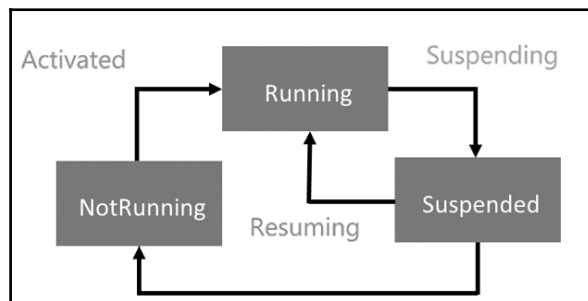 Activated
Suspending
Running
NotRunning
Resuming
Suspended